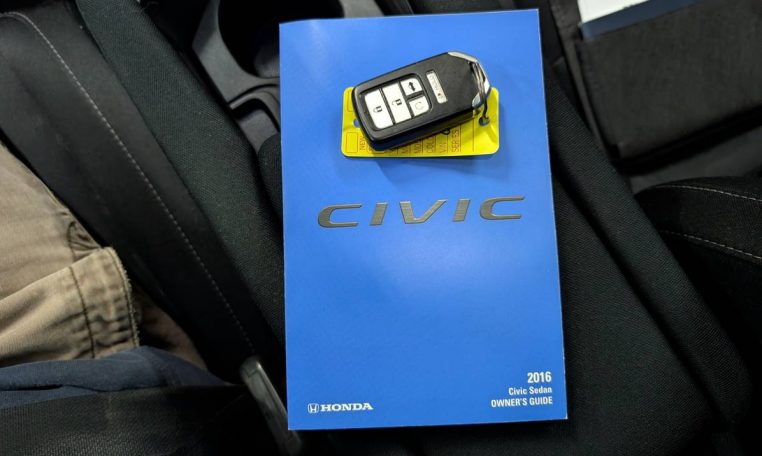 CIVIC
HONDA
2016
Civic Sedan
OWNER'S GUIDE